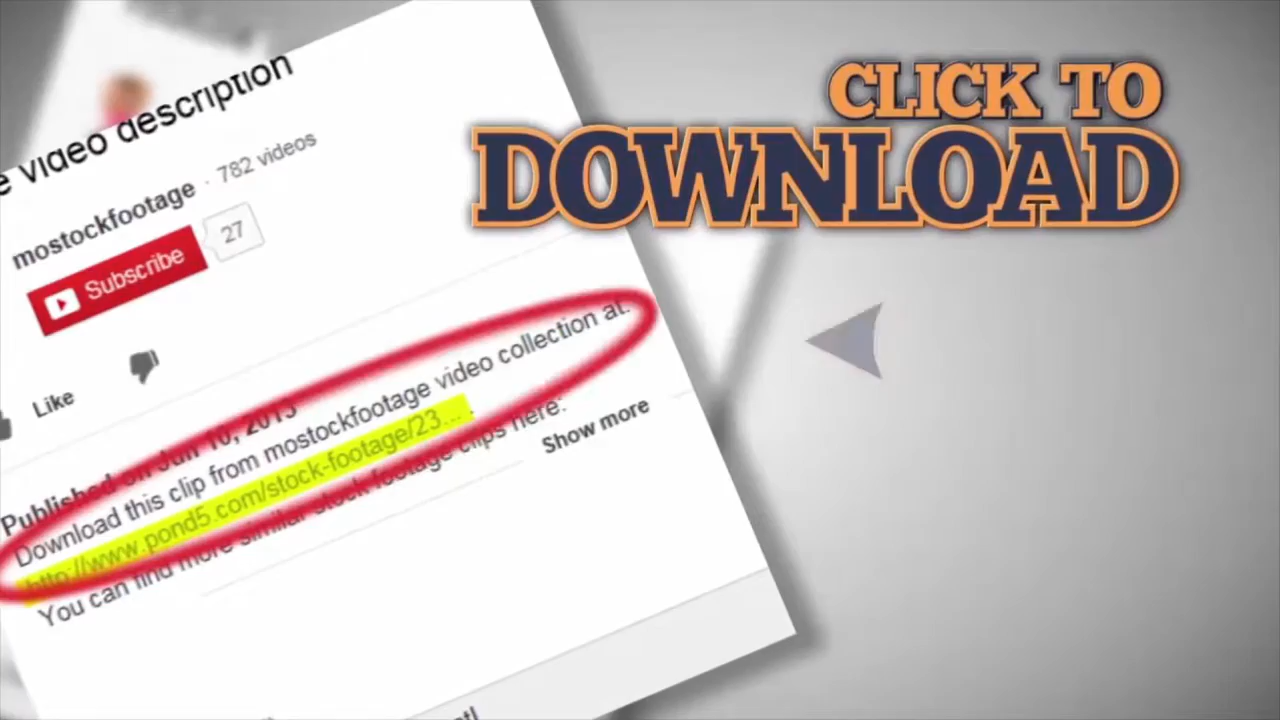 CLICK TO
DOWNLOAD
e video description
mostockfootage · 782 videos
Subscribe 27
Like
Published on Jun 10, 2013
Download this clip from mostockfootage video collection at:
http://www.pond5.com/stock-footage/23... .
You can find more similar stock footage clips here:
Show more